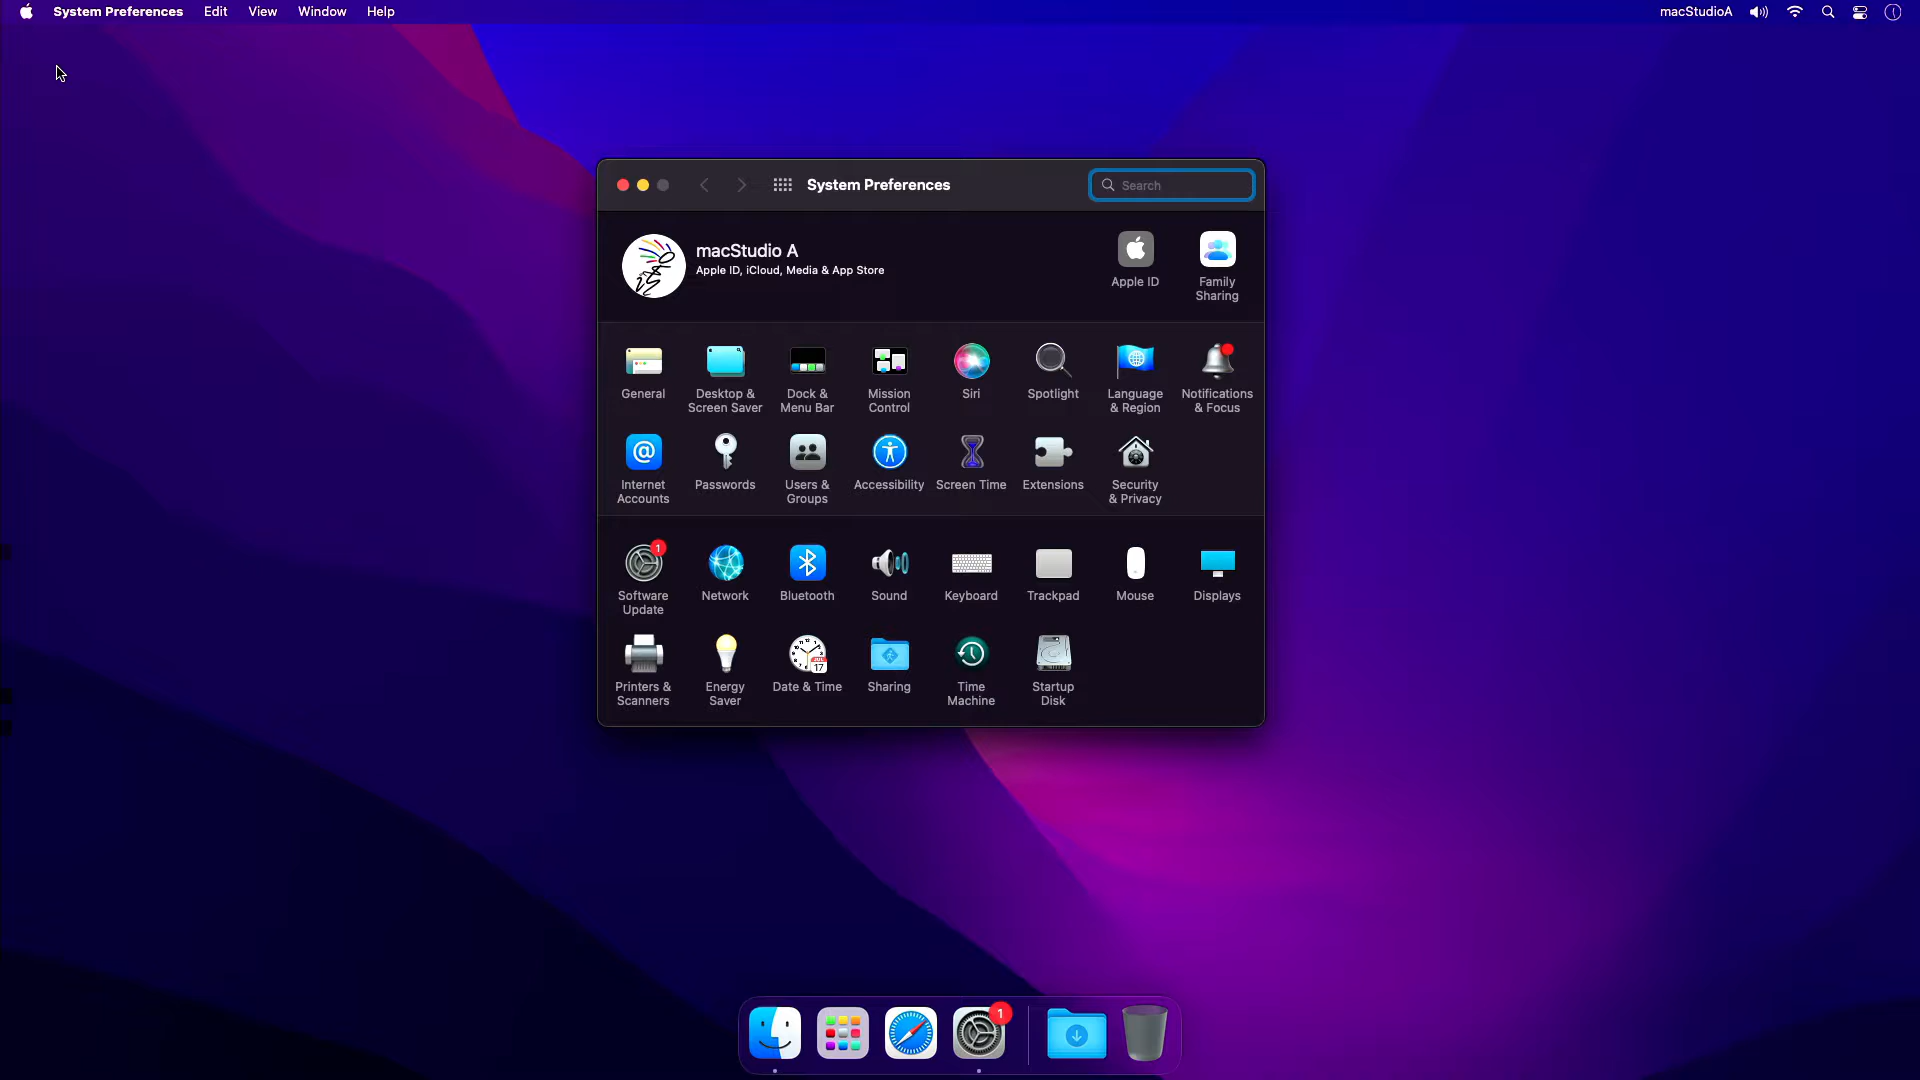 System Preferences Edit View Window Help macStudioA
System Preferences
Search
macStudio A
Apple ID, iCloud, Media & App Store
Apple ID
Family
Sharing
General
Desktop &
Screen Saver
Dock &
Menu Bar
Mission
Control
Siri
Spotlight
Language
& Region
Notifications
& Focus
@
Internet
Accounts
Passwords
Users &
Groups
Accessibility
Screen Time
Extensions
Security
& Privacy
1
Software
Update
Network
Bluetooth
Sound
Keyboard
Trackpad
Mouse
Displays
Printers &
Scanners
Energy
Saver
17
Date & Time
Sharing
Time
Machine
Startup
Disk
1